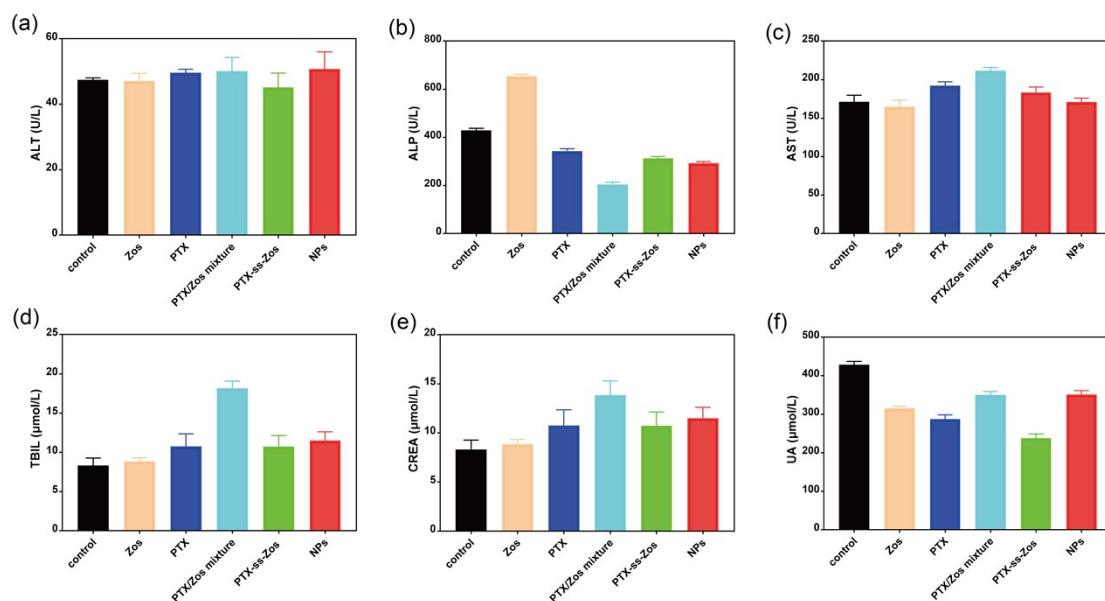 (a)
60
40
20
0
ALT (U/L)
control
Zos
PTX
PTX/Zos mixture
PTX-ss-Zos
NPs
(b)
800
600
400
200
0
ALP (U/L)
control
Zos
PTX
PTX/Zos mixture
PTX-ss-Zos
NPs
(c)
250
200
150
100
50
0
AST (U/L)
control
Zos
PTX
PTX/Zos mixture
PTX-ss-Zos
NPs
(d)
25
20
15
10
5
0
TBIL (μmol/L)
control
Zos
PTX
PTX/Zos mixture
PTX-ss-Zos
NPs
(e)
20
15
10
5
0
CREA (μmol/L)
control
Zos
PTX
PTX/Zos mixture
PTX-ss-Zos
NPs
(f)
500
400
300
200
100
0
UA (μmol/L)
control
Zos
PTX
PTX/Zos mixture
PTX-ss-Zos
NPs